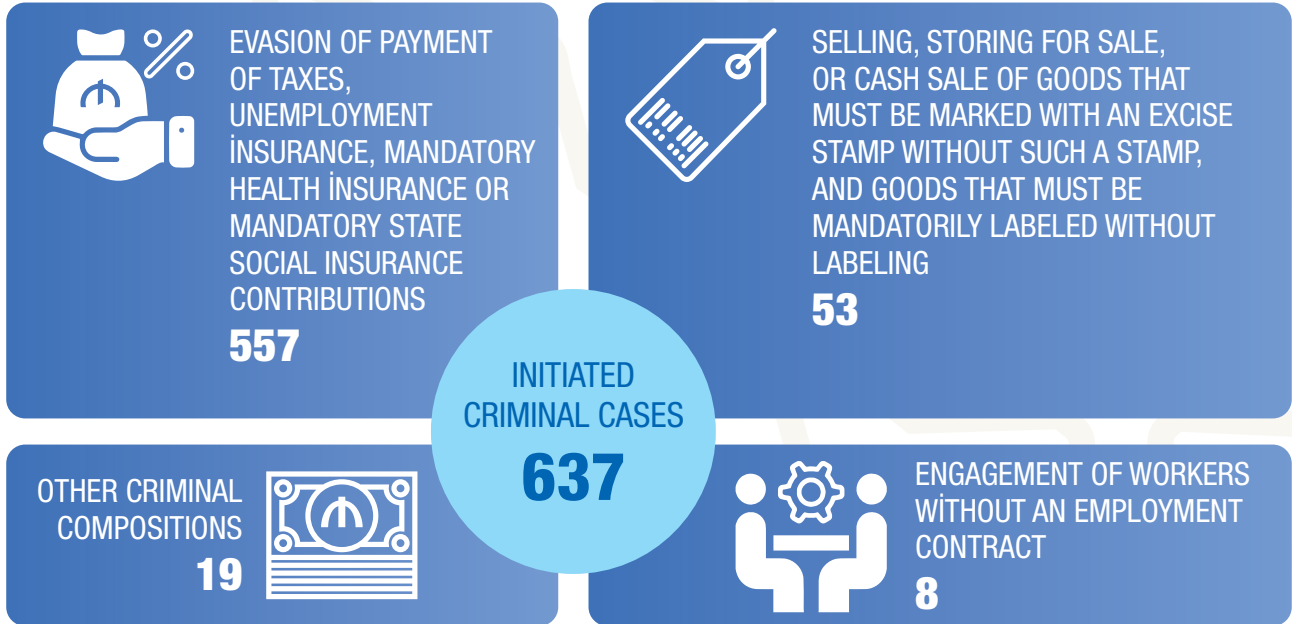 EVASION OF PAYMENT
OF TAXES,
UNEMPLOYMENT
İNSURANCE, MANDATORY
HEALTH İNSURANCE OR
MANDATORY STATE
SOCIAL INSURANCE
CONTRIBUTIONS
557
SELLING, STORING FOR SALE,
OR CASH SALE OF GOODS THAT
MUST BE MARKED WITH AN EXCISE
STAMP WITHOUT SUCH A STAMP,
AND GOODS THAT MUST BE
MANDATORILY LABELED WITHOUT
LABELING
53
INITIATED
CRIMINAL CASES
637
OTHER CRIMINAL
COMPOSITIONS
19
ENGAGEMENT OF WORKERS
WİTHOUT AN EMPLOYMENT
CONTRACT
8